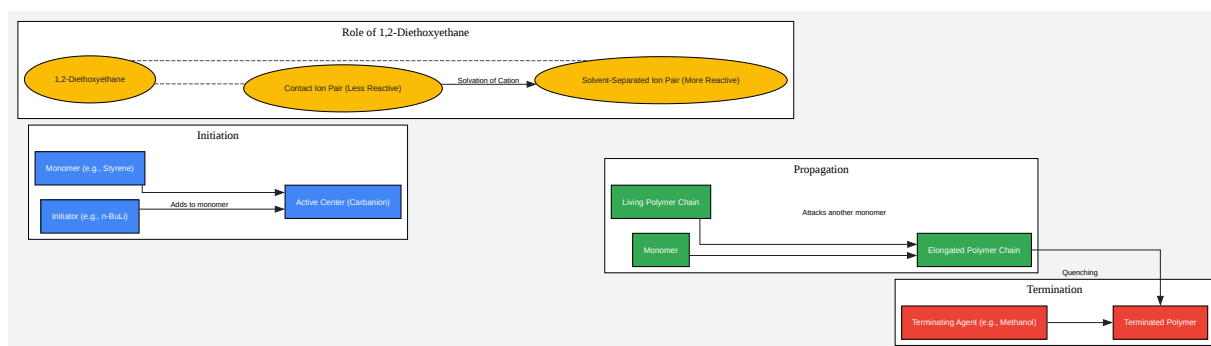 Role of 1,2-Diethoxyethane
1,2-Diethoxyethane
Contact Ion Pair (Less Reactive)
Solvation of Cation
Solvent-Separated Ion Pair (More Reactive)
Initiation
Monomer (e.g., Styrene)
Initiator (e.g., n-BuLi)
Adds to monomer
Active Center (Carbanion)
Propagation
Living Polymer Chain
Attacks another monomer
Monomer
Elongated Polymer Chain
Quenching
Termination
Terminating Agent (e.g., Methanol)
Terminated Polymer